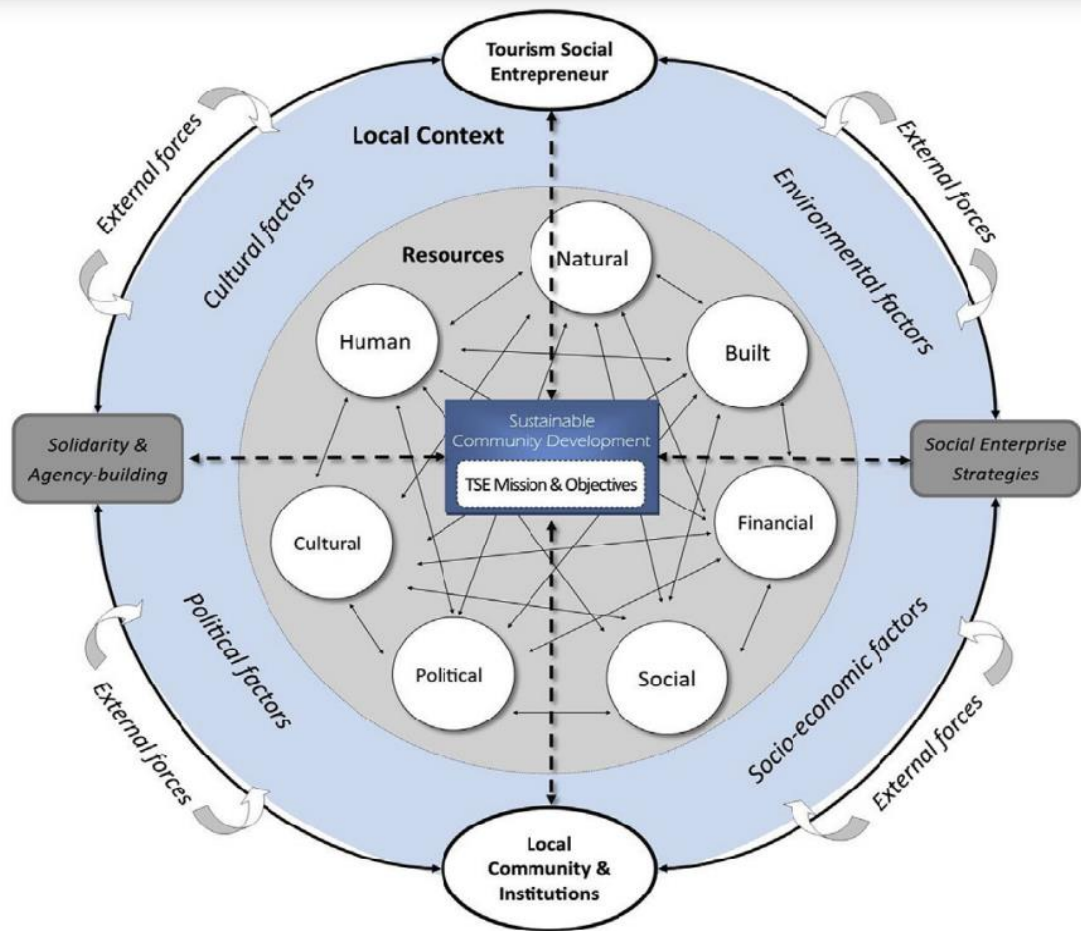 Tourism Social
Entrepreneur
Local Context
External forces
External forces
Cultural factors
Environmental factors
Resources
Natural
Human
Built
Sustainable
Community Development
TSE Mission & Objectives
Solidarity &
Agency-building
Social Enterprise
Strategies
Cultural
Financial
Political
Social
Political factors
Socio-economic factors
External forces
External forces
Local
Community &
Institutions